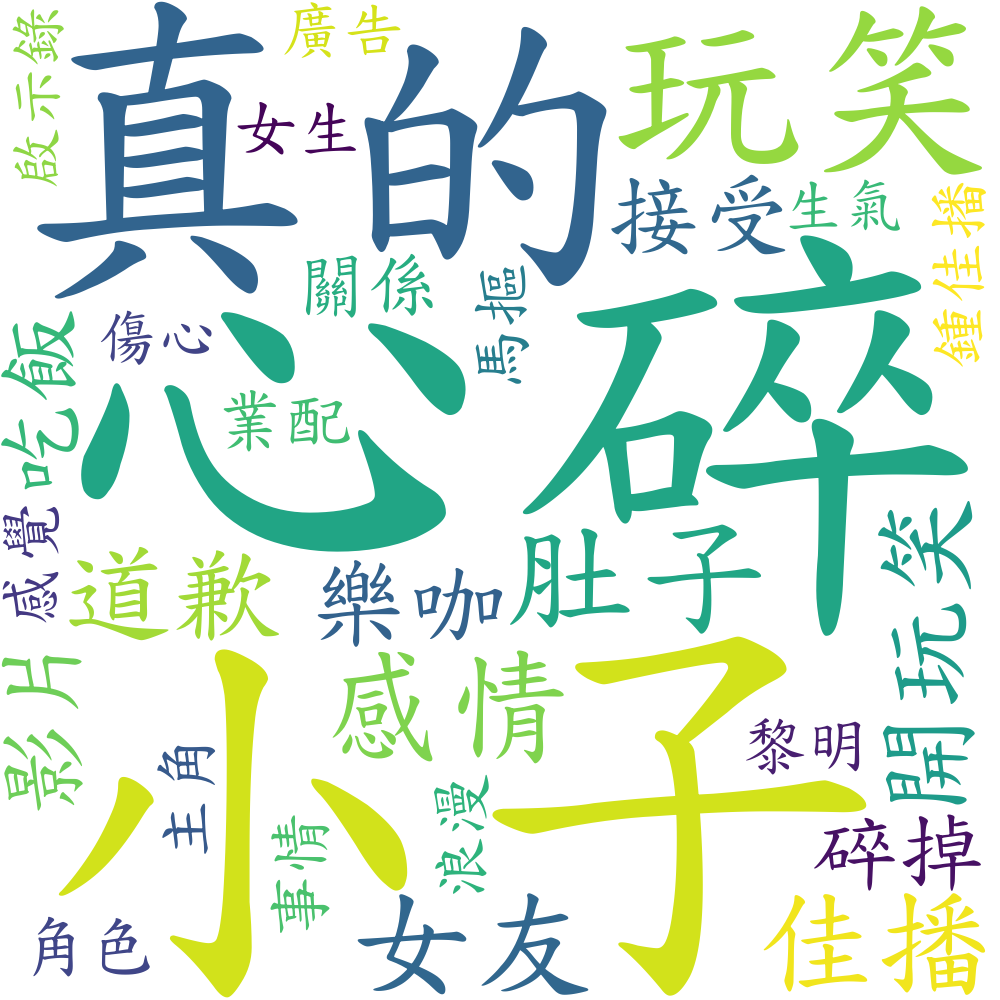 真的
廣告
玩笑
啟示錄
女生
接受
生氣
鍾佳播
關係
馬摳
心碎
傷心
業配
吃飯
感覺
道歉
樂咖
肚子
開玩笑
影片
小子
感情
主角
浪漫
黎明
事情
碎掉
角色
女友
佳播